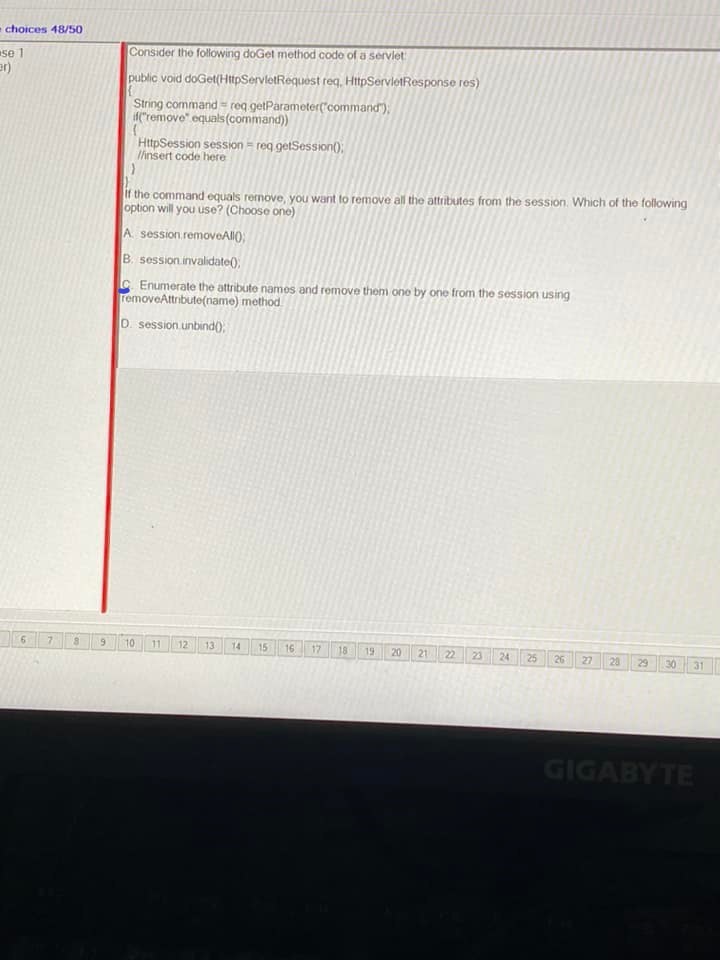 choices 48/50
se 1
er)
Consider the following doGet method code of a servlet:
public void doGet(HttpServletRequest req, HttpServletResponse res)
{
String command = req.getParameter("command");
if("remove".equals(command))
{
HttpSession session = req.getSession();
//insert code here
}
}
If the command equals remove, you want to remove all the attributes from the session. Which of the following
option will you use? (Choose one)
A. session.removeAll();
B. session.invalidate();
C. Enumerate the attribute names and remove them one by one from the session using
removeAttribute(name) method.
D. session.unbind();
6 7 8 9 10 11 12 13 14 15 16 17 18 19 20 21 22 23 24 25 26 27 28 29 30 31
GIGABYTE